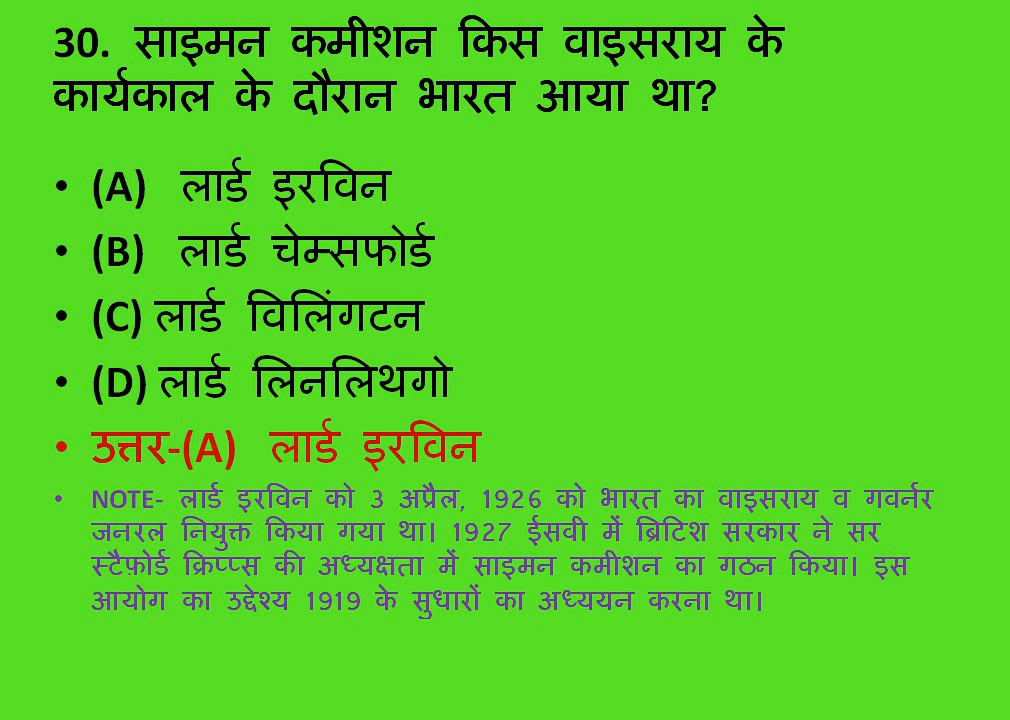 30. साइमन कमीशन किस वाइसराय के
कार्यकाल के दौरान भारत आया था?
• (A) लार्ड इरविन
• (B) लार्ड चेम्सफोर्ड
• (C) लार्ड विलिंगटन
• (D) लार्ड लिनलिथगो
• उत्तर-(A) लार्ड इरविन
• NOTE- लार्ड इरविन को 3 अप्रैल, 1926 को भारत का वाइसराय व गवर्नर
जनरल नियुक्त किया गया था। 1927 ईसवी में ब्रिटिश सरकार ने सर
स्टैफ़ोर्ड क्रिप्प्स की अध्यक्षता में साइमन कमीशन का गठन किया। इस
आयोग का उद्देश्य 1919 के सुधारों का अध्ययन करना था।